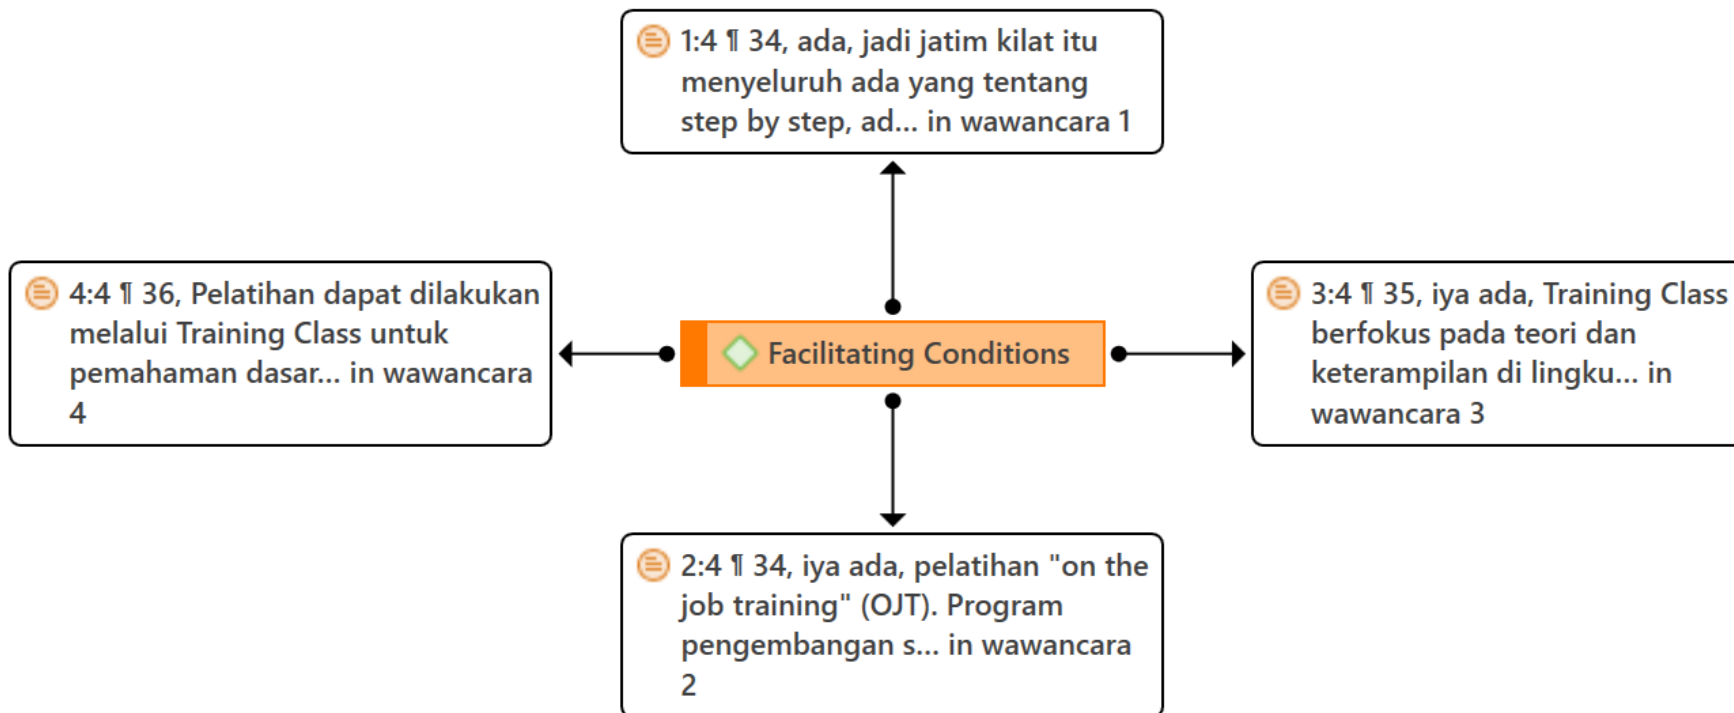 1:4 ¶ 34, ada, jadi jatim kilat itu
menyeluruh ada yang tentang
step by step, ad... in wawancara 1
4:4 ¶ 36, Pelatihan dapat dilakukan
melalui Training Class untuk
pemahaman dasar... in wawancara
4
Facilitating Conditions
3:4 ¶ 35, iya ada, Training Class
berfokus pada teori dan
keterampilan di lingku... in
wawancara 3
2:4 ¶ 34, iya ada, pelatihan "on the
job training" (OJT). Program
pengembangan s... in wawancara
2